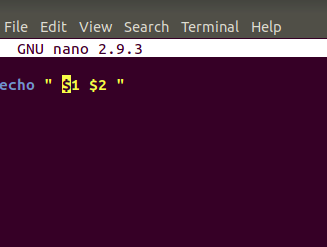 File Edit View Search Terminal Help
GNU nano 2.9.3
echo " $1 $2 "